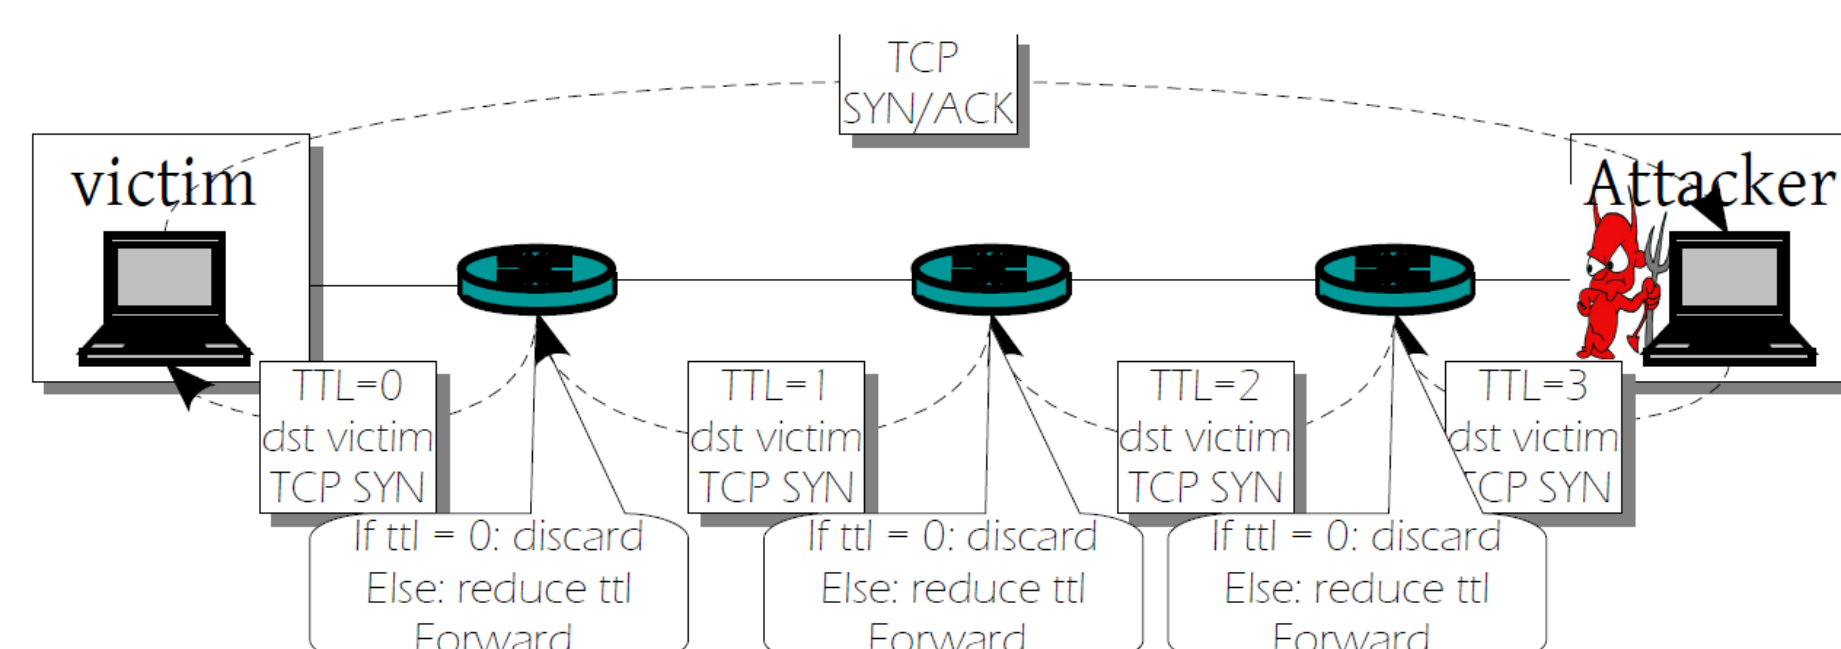 TCP
SYN/ACK
victim
Attacker
TTL=0
dst victim
TCP SYN
TTL=1
dst victim
TCP SYN
TTL=2
dst victim
TCP SYN
TTL=3
dst victim
TCP SYN
If ttl = 0: discard
Else: reduce ttl
Forward
If ttl = 0: discard
Else: reduce ttl
Forward
If ttl = 0: discard
Else: reduce ttl
Forward